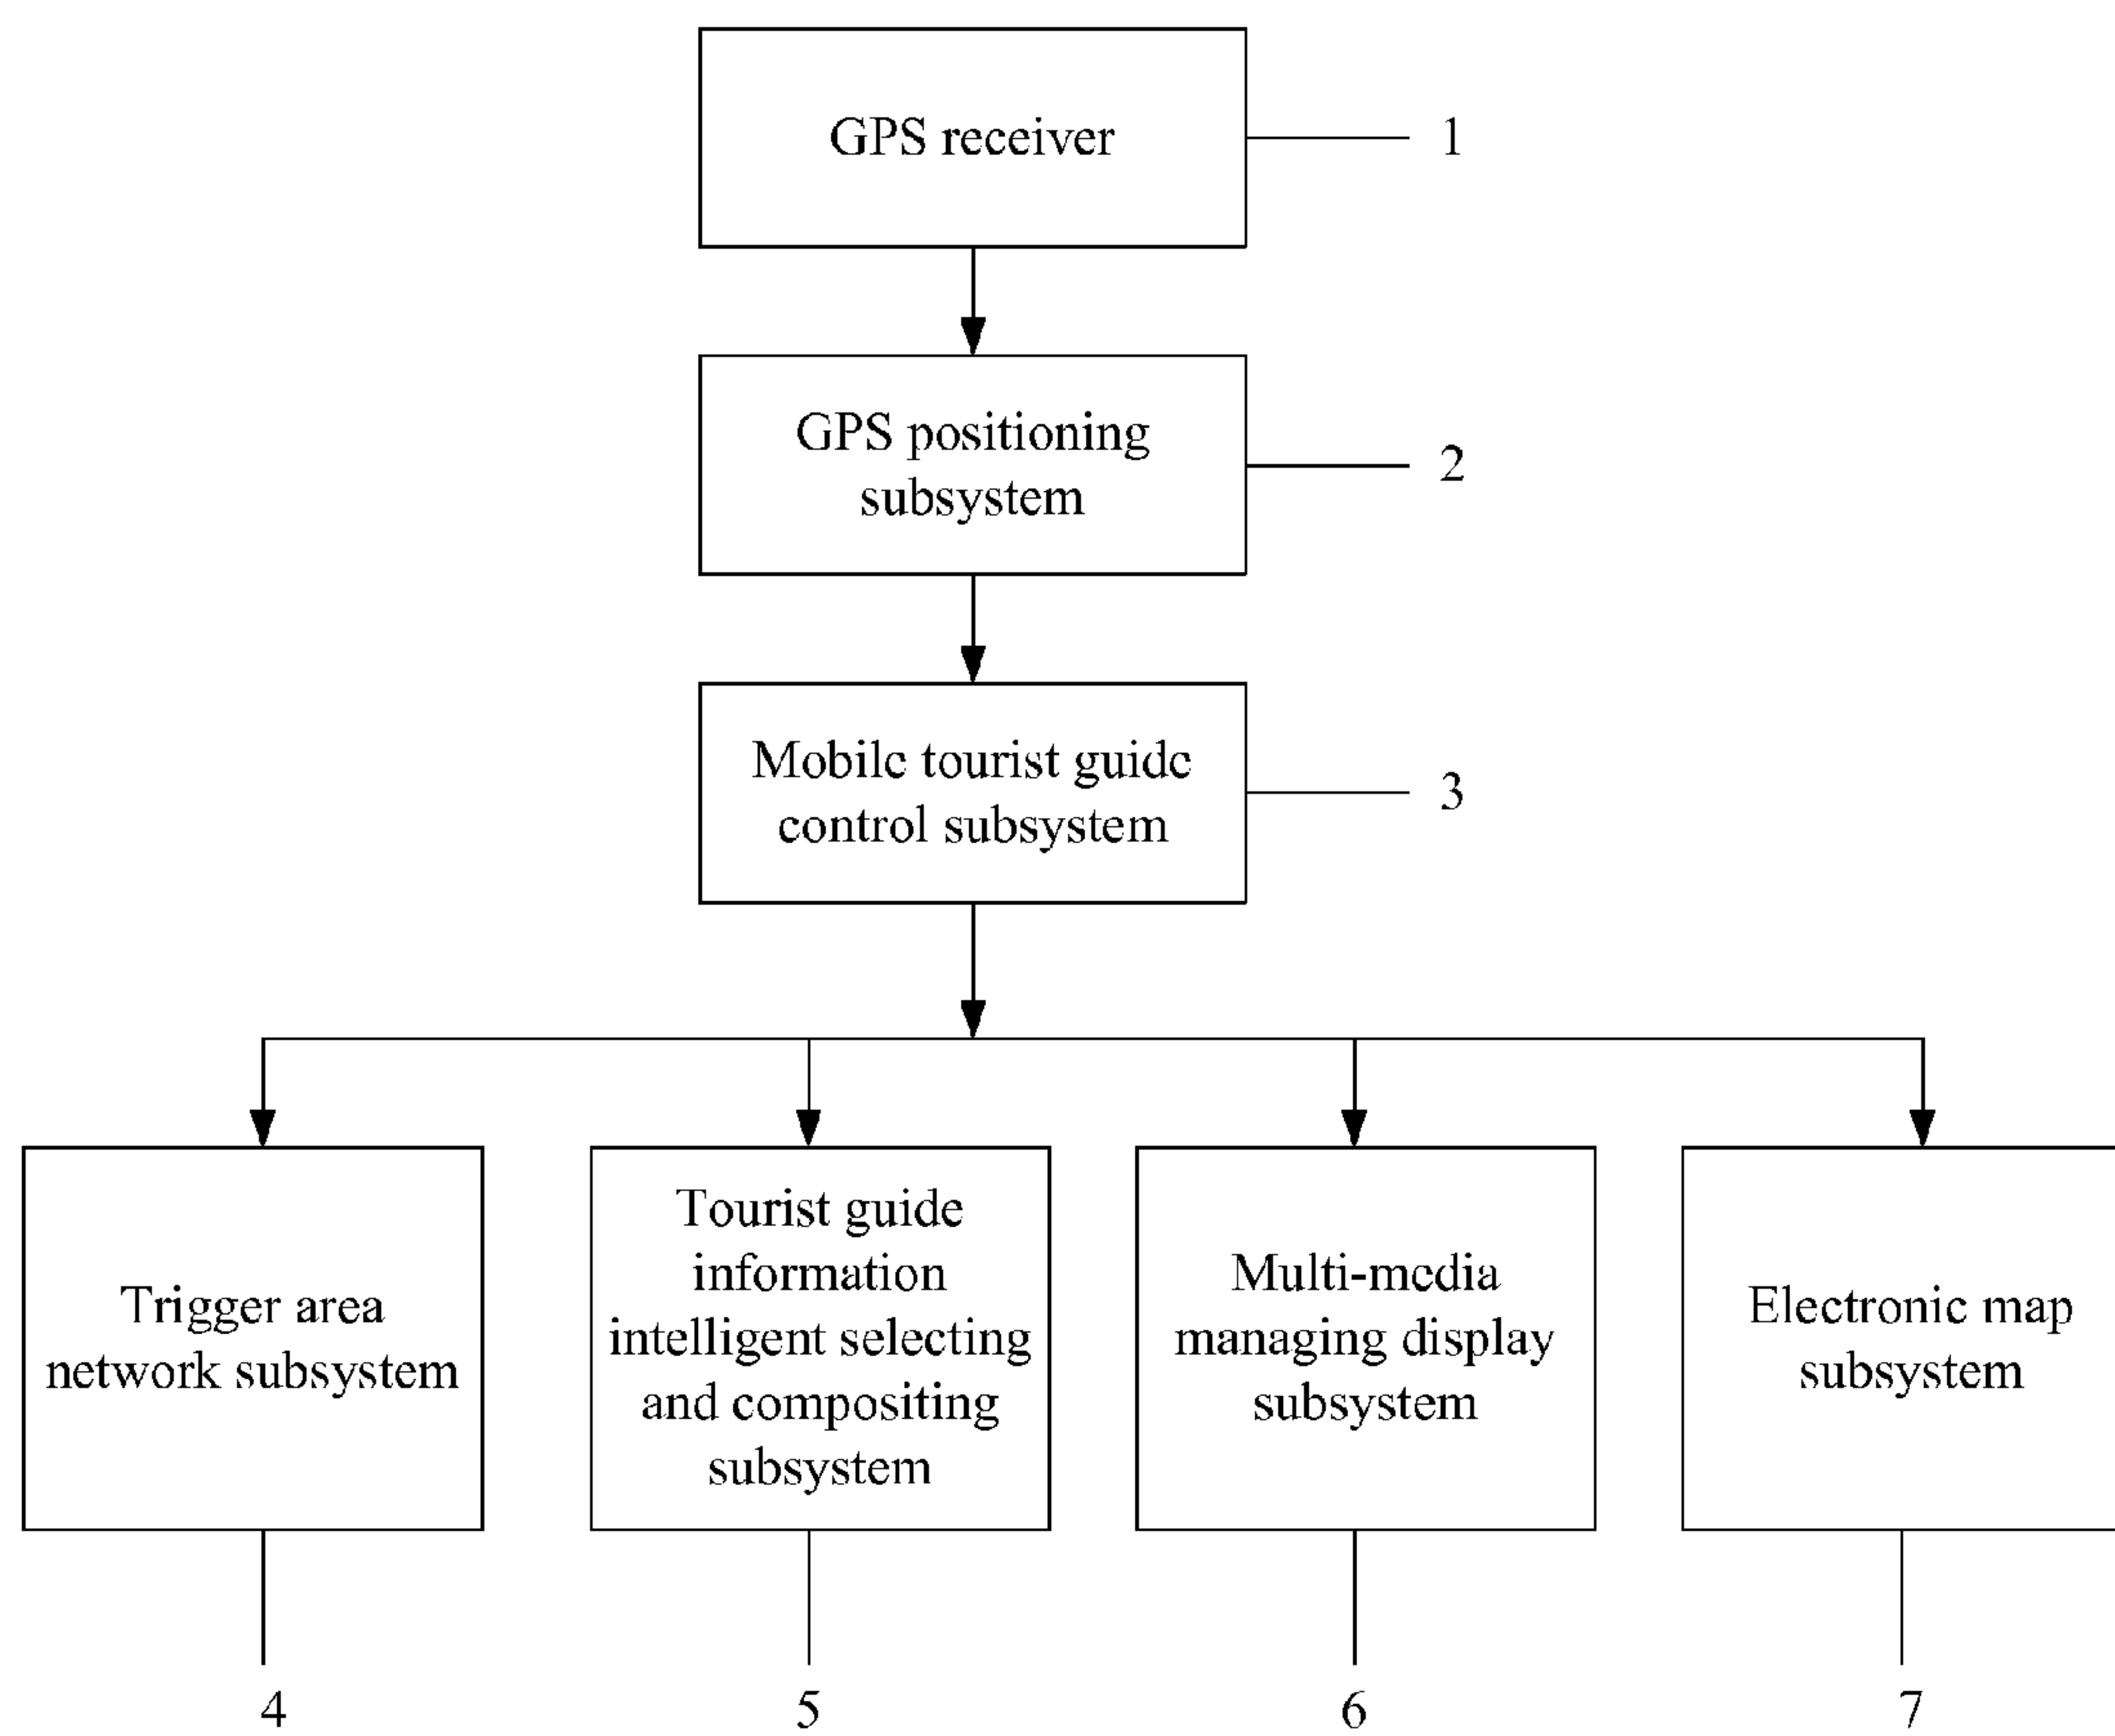 GPS receiver
1
GPS positioning
subsystem
2
Mobile tourist guide
control subsystem
3
Trigger area
network subsystem
Tourist guide
information
intelligent selecting
and compositing
subsystem
Multi-media
managing display
subsystem
Electronic map
subsystem
4
5
6
7